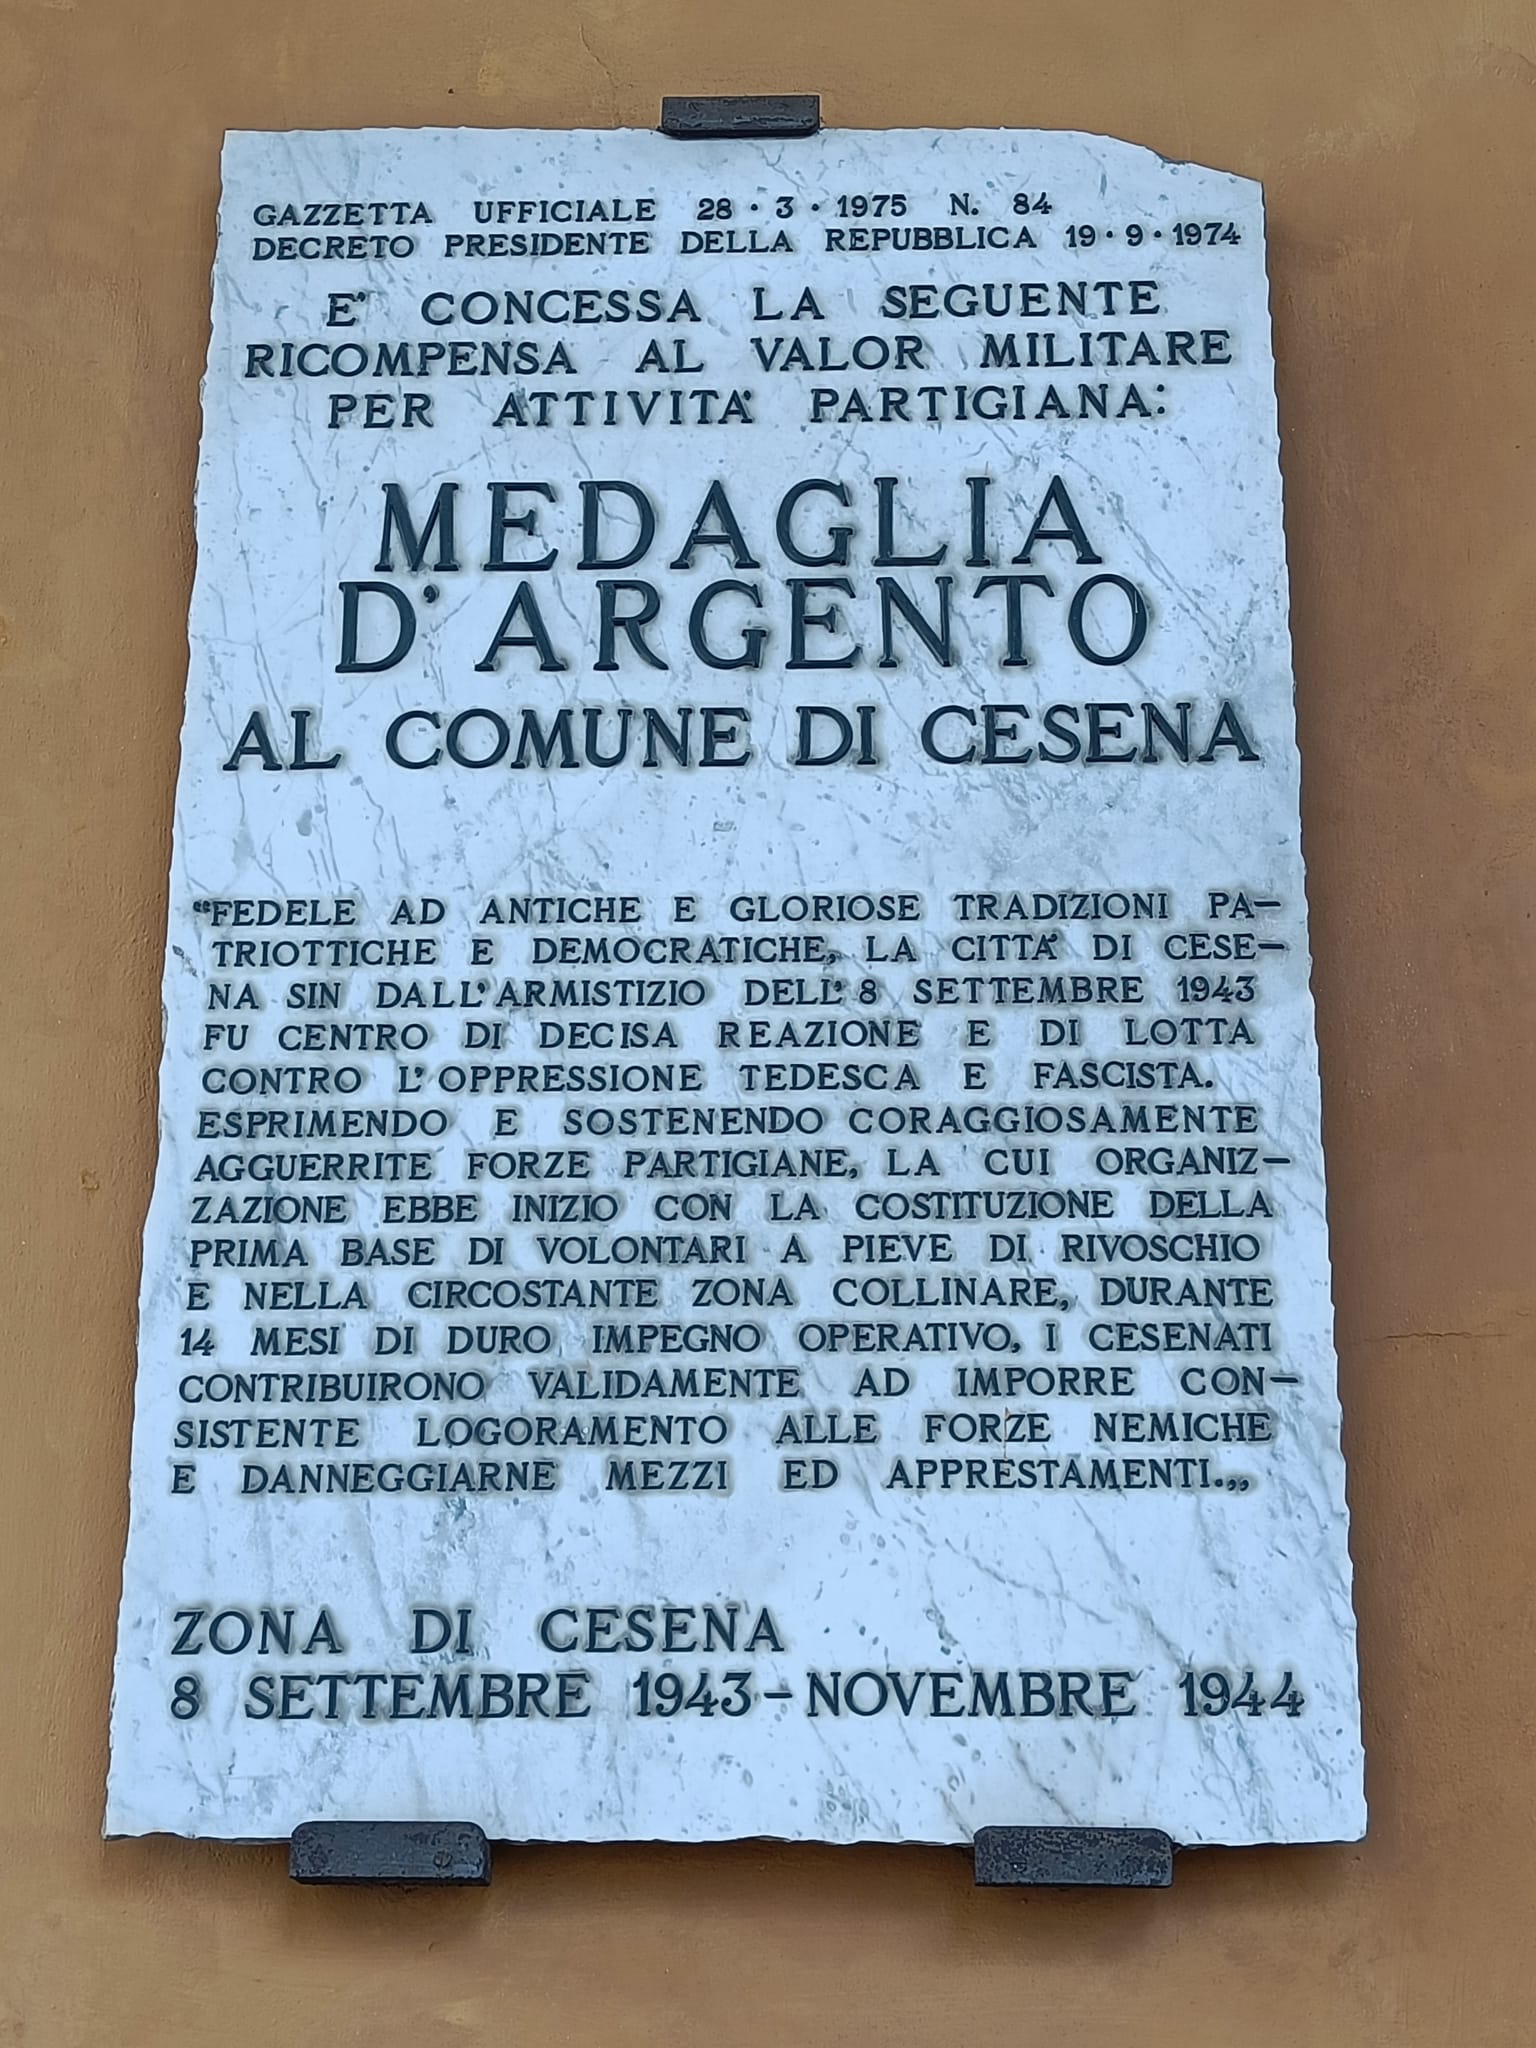 GAZZETTA UFFICIALE 28·3·1975 N. 84
DECRETO PRESIDENTE DELLA REPUBBLICA 19·9·1974
E' CONCESSA LA SEGUENTE
RICOMPENSA AL VALOR MILITARE
PER ATTIVITA' PARTIGIANA:
MEDAGLIA
D'ARGENTO
AL COMUNE DI CESENA
“FEDELE AD ANTICHE E GLORIOSE TRADIZIONI PA-
TRIOTTICHE E DEMOCRATICHE, LA CITTA' DI CESE-
NA SIN DALL'ARMISTIZIO DELL'8 SETTEMBRE 1943
FU CENTRO DI DECISA REAZIONE E DI LOTTA
CONTRO L'OPPRESSIONE TEDESCA E FASCISTA.
ESPRIMENDO E SOSTENENDO CORAGGIOSAMENTE
AGGUERRITE FORZE PARTIGIANE, LA CUI ORGANIZ-
ZAZIONE EBBE INIZIO CON LA COSTITUZIONE DELLA
PRIMA BASE DI VOLONTARI A PIEVE DI RIVOSCHIO
E NELLA CIRCOSTANTE ZONA COLLINARE, DURANTE
14 MESI DI DURO IMPEGNO OPERATIVO, I CESENATI
CONTRIBUIRONO VALIDAMENTE AD IMPORRE CON-
SISTENTE LOGORAMENTO ALLE FORZE NEMICHE
E DANNEGGIARNE MEZZI ED APPRESTAMENTI.„
ZONA DI CESENA
8 SETTEMBRE 1943-NOVEMBRE 1944